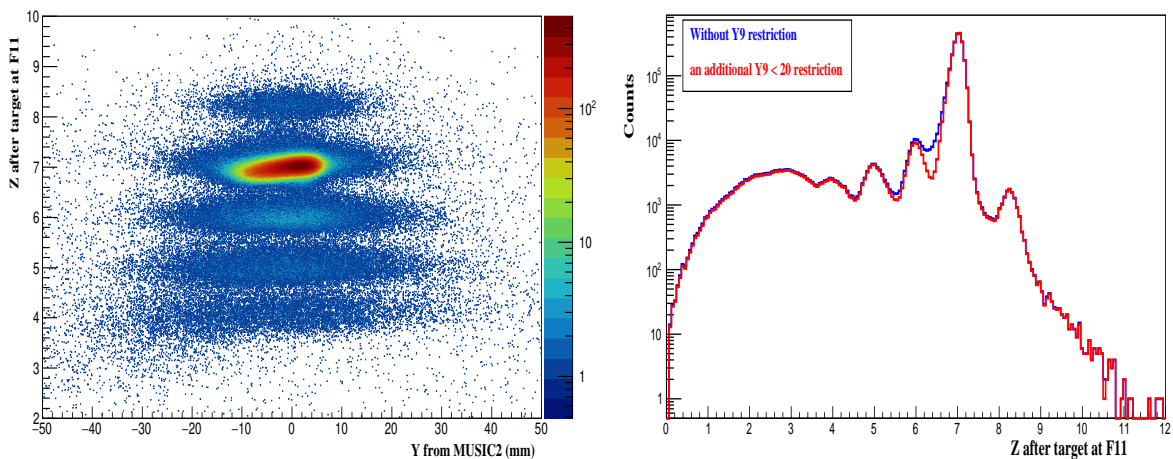 Z after target at F11
10
9
8
7
6
5
4
3
2
−50 −40 −30 −20 −10 0 10 20 30 40 50
Y from MUSIC2 (mm)
10²
10
1
Without Y9 restriction
an additional Y9 < 20 restriction
Counts
10⁵
10⁴
10³
10²
10
1
0 1 2 3 4 5 6 7 8 9 10 11 12
Z after target at F11